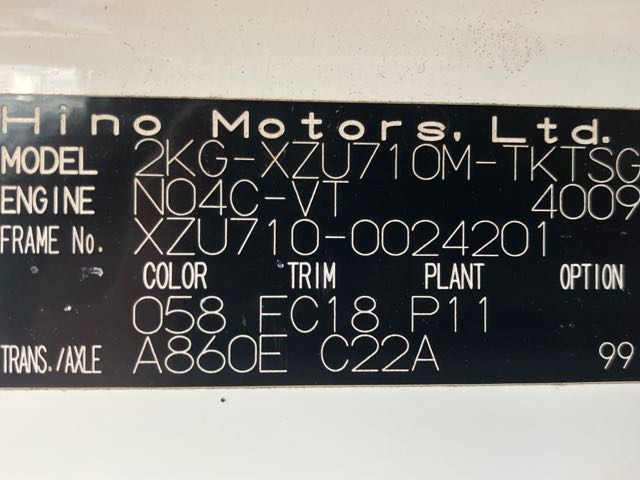 Hino Motors, Ltd.
MODEL 2KG-XZU710M-TKTSG
ENGINE N04C-VT 4009
FRAME No. XZU710-0024201
COLOR TRIM PLANT OPTION
058 FC18 P11
TRANS./AXLE A860E C22A 99